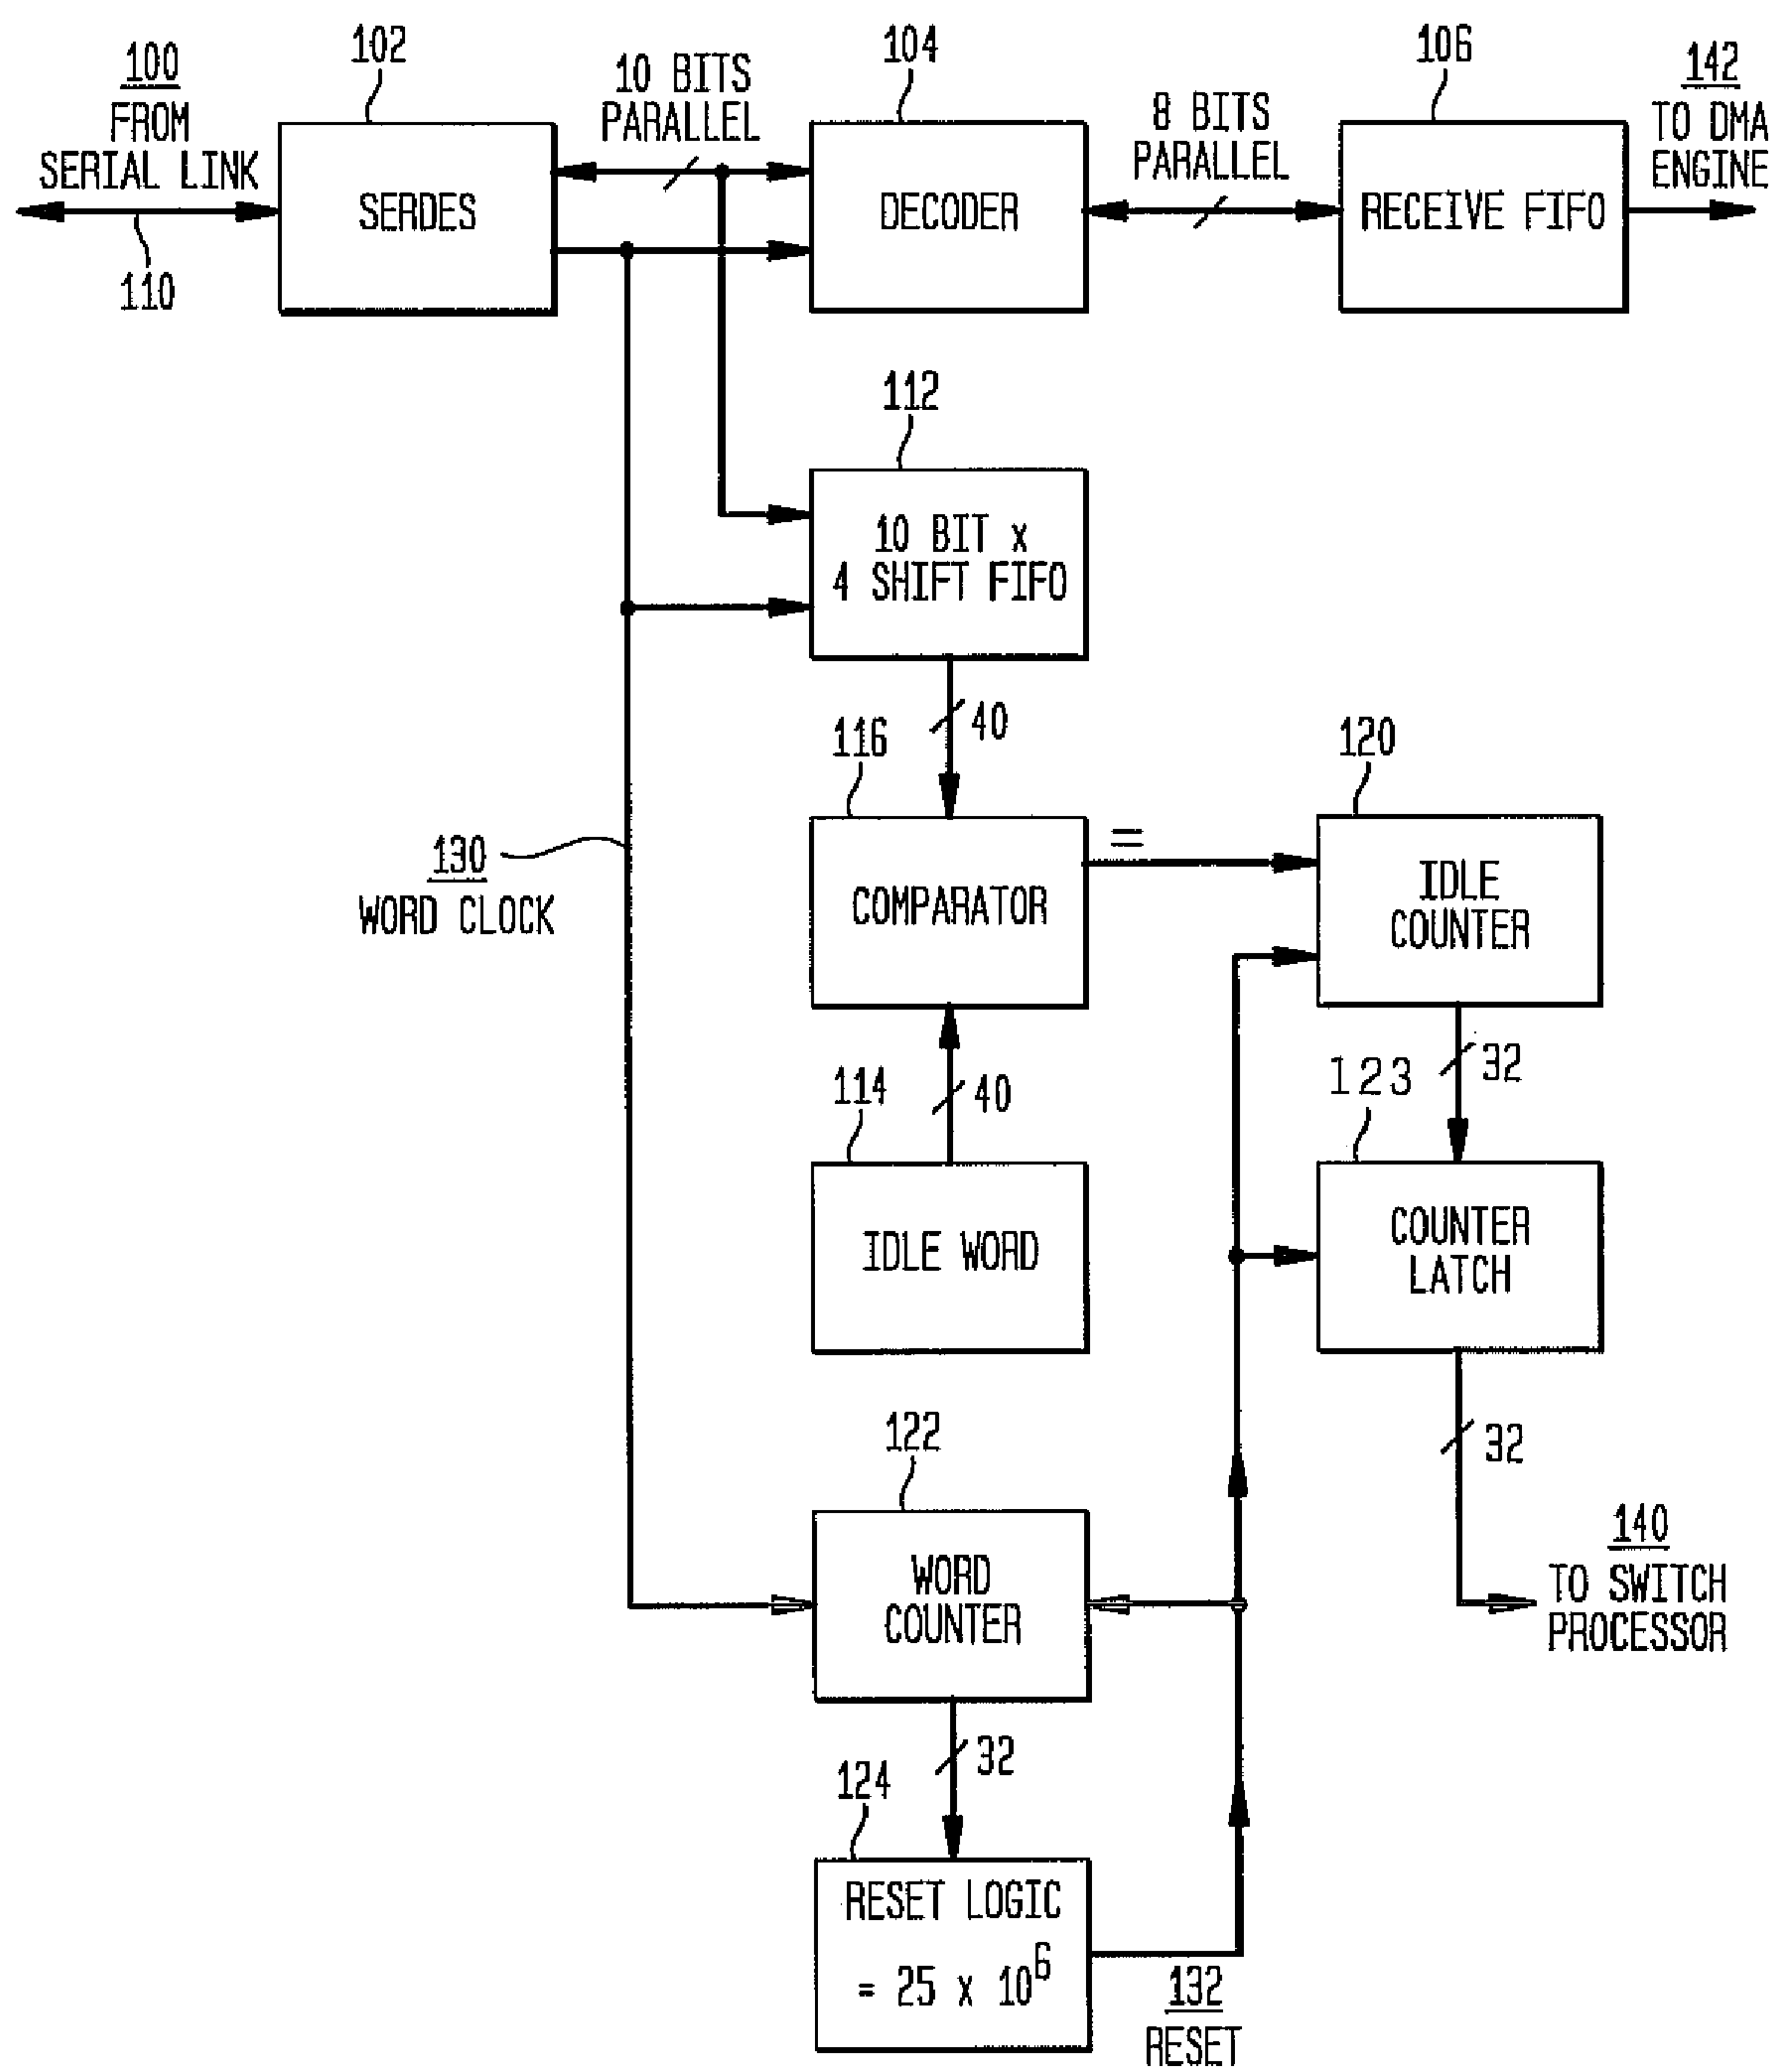 100
FROM
SERIAL LINK
110
102
SERDES
10 BITS
PARALLEL
104
DECODER
8 BITS
PARALLEL
106
RECEIVE FIFO
142
TO DMA
ENGINE
112
10 BIT x
4 SHIFT FIFO
40
116
COMPARATOR
=
120
IDLE
COUNTER
130
WORD CLOCK
32
123
COUNTER
LATCH
40
114
IDLE WORD
32
140
TO SWITCH
PROCESSOR
122
WORD
COUNTER
32
124
RESET LOGIC
= 25 x 10⁶
132
RESET